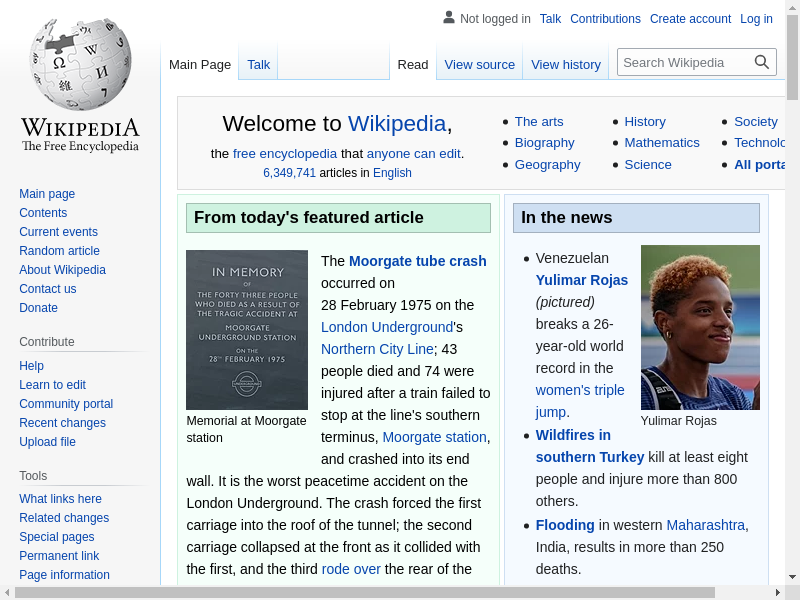 Not logged in Talk Contributions Create account Log in
Main Page Talk Read View source View history Search Wikipedia
WIKIPEDIA
The Free Encyclopedia
Main page
Contents
Current events
Random article
About Wikipedia
Contact us
Donate
Contribute
Help
Learn to edit
Community portal
Recent changes
Upload file
Tools
What links here
Related changes
Special pages
Permanent link
Page information
Welcome to Wikipedia,
the free encyclopedia that anyone can edit.
6,349,741 articles in English
The arts
Biography
Geography
History
Mathematics
Science
Society
Technolo
All porta
From today's featured article
IN MEMORY
OF
THE FORTY THREE PEOPLE
WHO DIED AS A RESULT OF
THE TRAGIC ACCIDENT AT
MOORGATE
UNDERGROUND STATION
ON THE
28TH FEBRUARY 1975
Memorial at Moorgate
station
The Moorgate tube crash
occurred on
28 February 1975 on the
London Underground's
Northern City Line; 43
people died and 74 were
injured after a train failed to
stop at the line's southern
terminus, Moorgate station,
and crashed into its end
wall. It is the worst peacetime accident on the
London Underground. The crash forced the first
carriage into the roof of the tunnel; the second
carriage collapsed at the front as it collided with
the first, and the third rode over the rear of the
In the news
Venezuelan
Yulimar Rojas
(pictured)
breaks a 26-
year-old world
record in the
women's triple
jump.
Yulimar Rojas
Wildfires in
southern Turkey kill at least eight
people and injure more than 800
others.
Flooding in western Maharashtra,
India, results in more than 250
deaths.